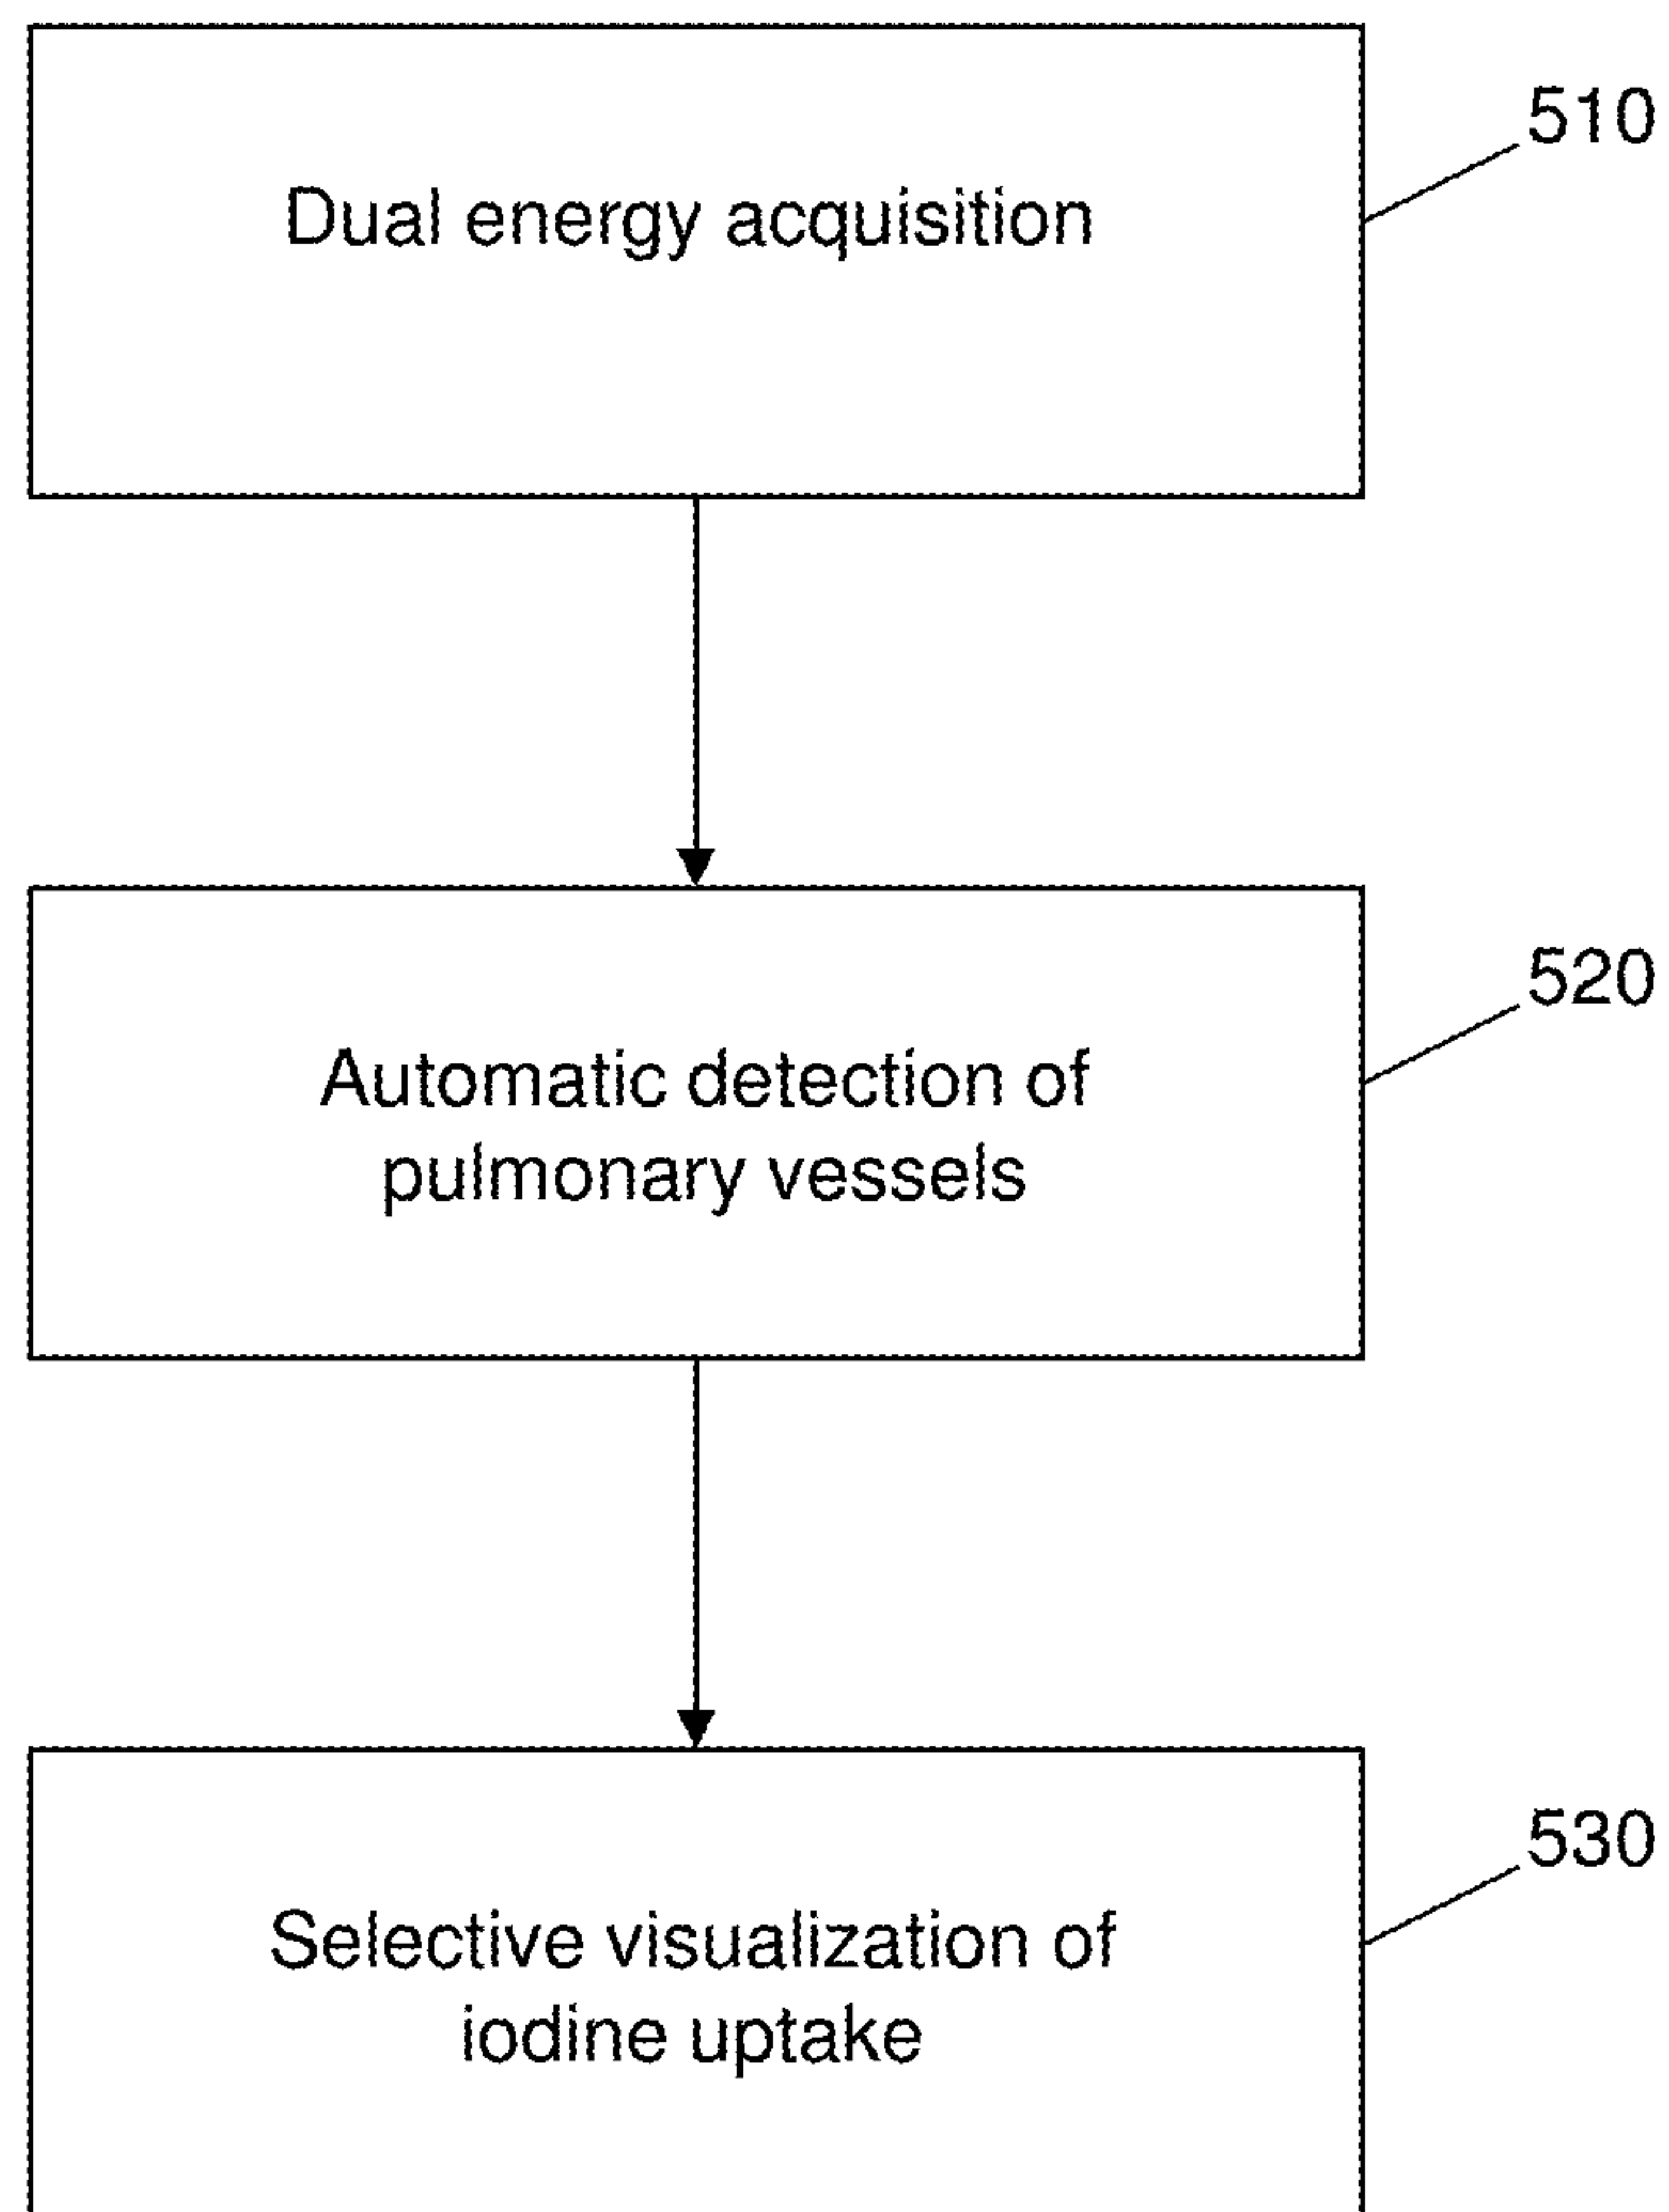 510
Dual energy acquisition
520
Automatic detection of
pulmonary vessels
530
Selective visualization of
iodine uptake